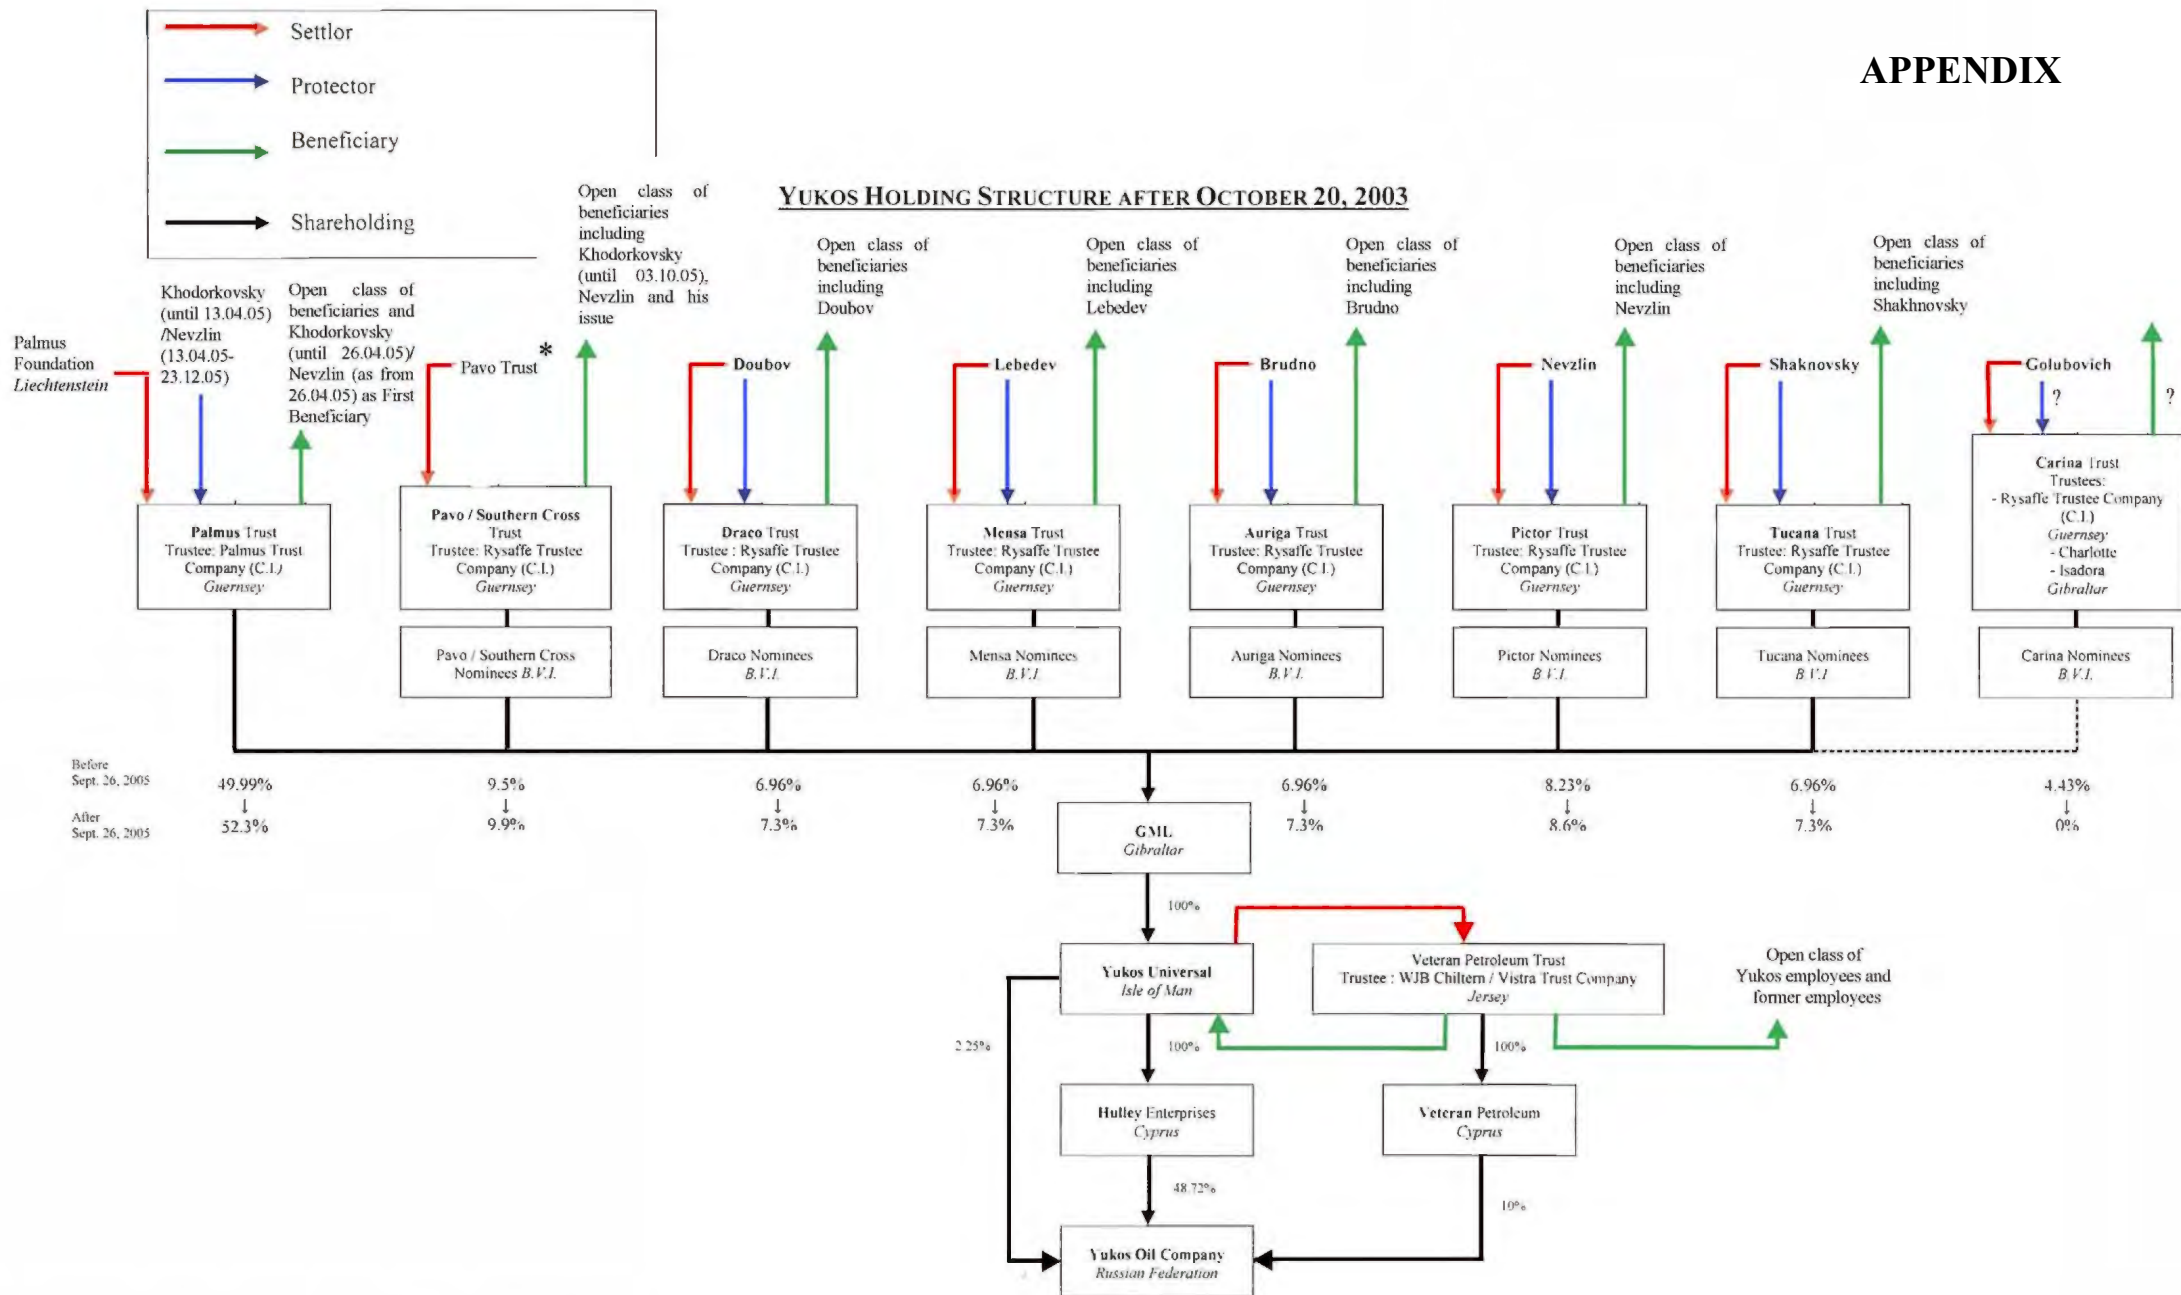 APPENDIX
Settlor
Protector
Beneficiary
Shareholding
YUKOS HOLDING STRUCTURE AFTER OCTOBER 20, 2003
Palmus
Foundation
Liechtenstein
Khodorkovsky
(until 13.04.05)
/Nevzlin
(13.04.05-
23.12.05)
Open class of
beneficiaries and
Khodorkovsky
(until 26.04.05)/
Nevzlin (as from
26.04.05) as First
Beneficiary
Pavo Trust *
Open class of
beneficiaries
including
Khodorkovsky
(until 03.10.05),
Nevzlin and his
issue
Doubov
Open class of
beneficiaries
including
Doubov
Lebedev
Open class of
beneficiaries
including
Lebedev
Brudno
Open class of
beneficiaries
including
Brudno
Nevzlin
Open class of
beneficiaries
including
Nevzlin
Shaknovsky
Open class of
beneficiaries
including
Shakhnovsky
Golubovich
?
?
Palmus Trust
Trustee: Palmus Trust
Company (C.I.)
Guernsey
Pavo / Southern Cross
Trust
Trustee: Rysaffe Trustee
Company (C.I.)
Guernsey
Draco Trust
Trustee : Rysaffe Trustee
Company (C.I.)
Guernsey
Mensa Trust
Trustee: Rysaffe Trustee
Company (C.I.)
Guernsey
Auriga Trust
Trustee: Rysaffe Trustee
Company (C.I.)
Guernsey
Pictor Trust
Trustee: Rysaffe Trustee
Company (C.I.)
Guernsey
Tucana Trust
Trustee: Rysaffe Trustee
Company (C.I.)
Guernsey
Carina Trust
Trustees:
- Rysaffe Trustee Company
(C.I.)
Guernsey
- Charlotte
- Isadora
Gibraltar
Pavo / Southern Cross
Nominees B.V.I.
Draco Nominees
B.V.I.
Mensa Nominees
B.V.I.
Auriga Nominees
B.V.I.
Pictor Nominees
B.V.I.
Tucana Nominees
B.V.I
Carina Nominees
B.V.I.
Before
Sept. 26, 2005
49.99%
9.5%
6.96%
6.96%
6.96%
8.23%
6.96%
4.43%
After
Sept. 26, 2005
52.3%
9.9%
7.3%
7.3%
7.3%
8.6%
7.3%
0%
GML
Gibraltar
100%
Yukos Universal
Isle of Man
Veteran Petroleum Trust
Trustee : WJB Chiltern / Vistra Trust Company
Jersey
Open class of
Yukos employees and
former employees
2.25%
100%
100%
Hulley Enterprises
Cyprus
Veteran Petroleum
Cyprus
48.72%
10%
Yukos Oil Company
Russian Federation